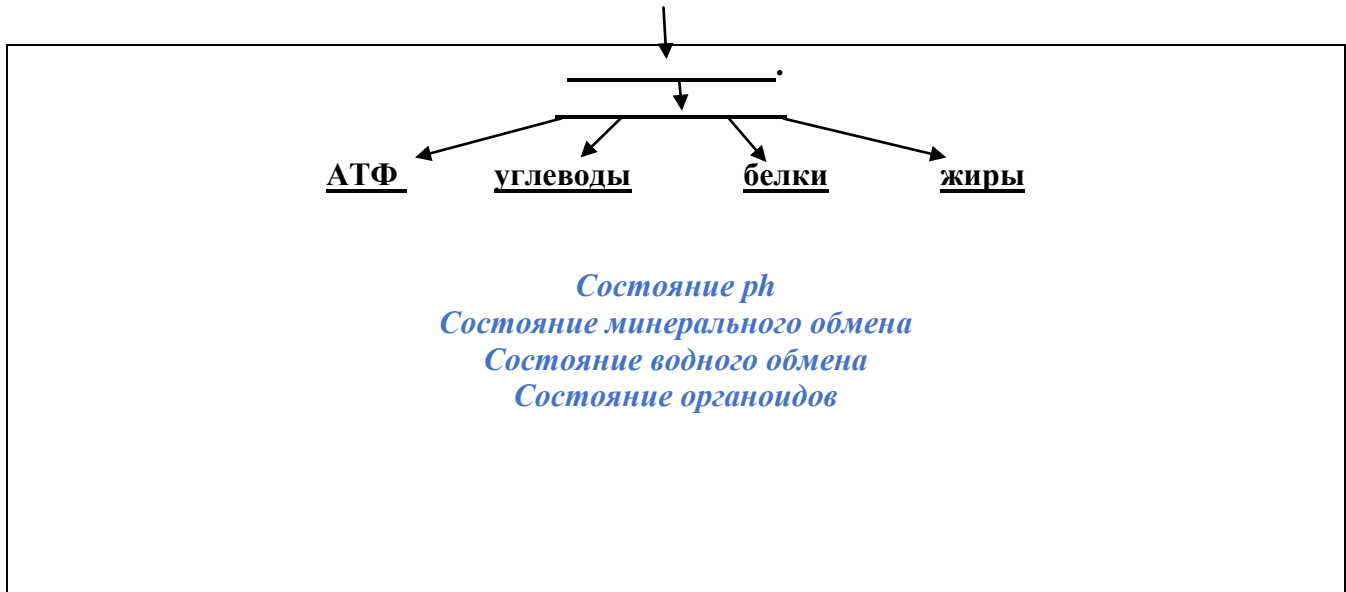 .
АТФ углеводы белки жиры
Состояние ph
Состояние минерального обмена
Состояние водного обмена
Состояние органоидов